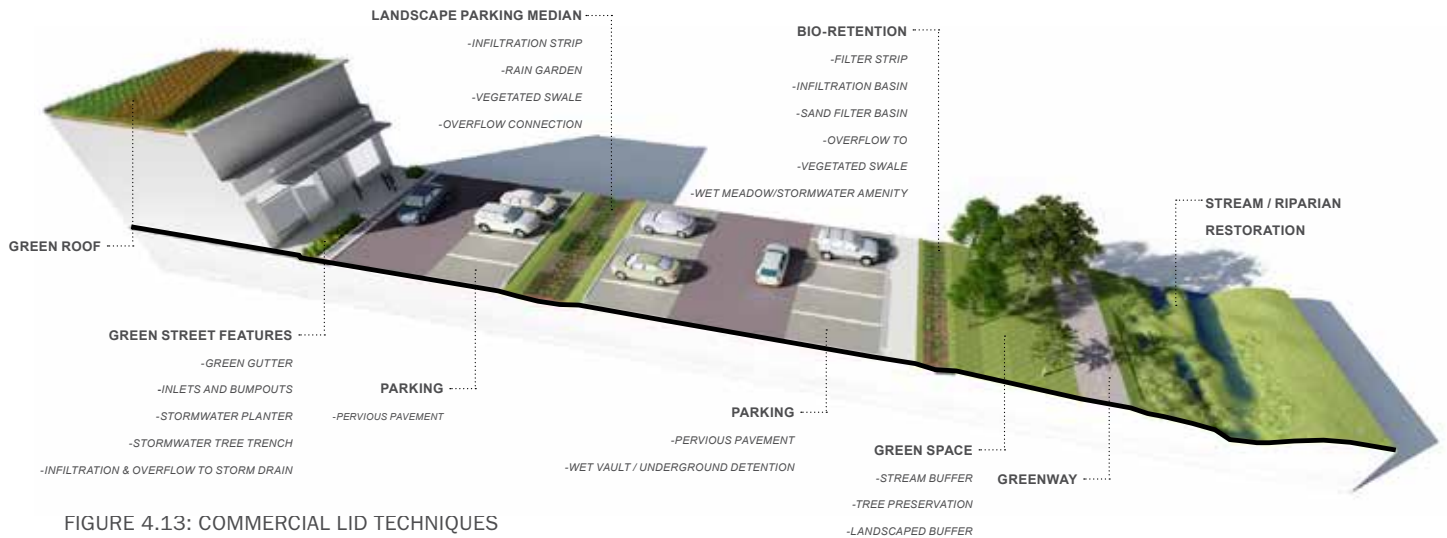 LANDSCAPE PARKING MEDIAN
-INFILTRATION STRIP
-RAIN GARDEN
-VEGETATED SWALE
-OVERFLOW CONNECTION
BIO-RETENTION
-FILTER STRIP
-INFILTRATION BASIN
-SAND FILTER BASIN
-OVERFLOW TO
-VEGETATED SWALE
-WET MEADOW/STORMWATER AMENITY
STREAM / RIPARIAN
RESTORATION
GREEN ROOF
GREEN STREET FEATURES
-GREEN GUTTER
-INLETS AND BUMPOUTS
-STORMWATER PLANTER
-STORMWATER TREE TRENCH
-INFILTRATION & OVERFLOW TO STORM DRAIN
PARKING
-PERVIOUS PAVEMENT
PARKING
-PERVIOUS PAVEMENT
-WET VAULT / UNDERGROUND DETENTION
GREEN SPACE
-STREAM BUFFER
-TREE PRESERVATION
-LANDSCAPED BUFFER
GREENWAY
FIGURE 4.13: COMMERCIAL LID TECHNIQUES